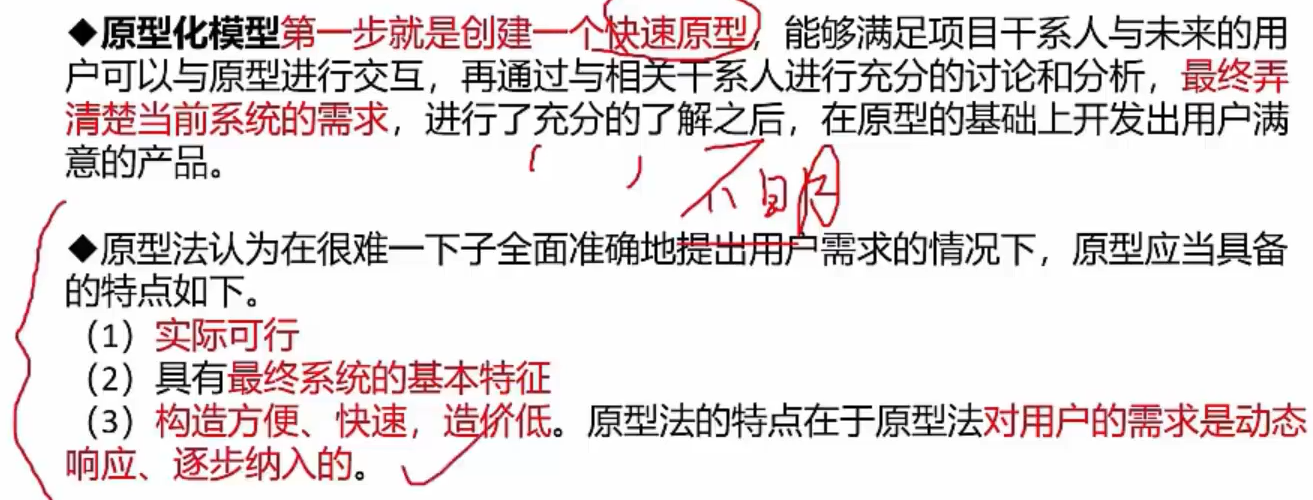 ◆原型化模型第一步就是创建一个快速原型，能够满足项目干系人与未来的用
户可以与原型进行交互，再通过与相关干系人进行充分的讨论和分析，最终弄
清楚当前系统的需求，进行了充分的了解之后，在原型的基础上开发出用户满
意的产品。
不明
◆原型法认为在很难一下子全面准确地提出用户需求的情况下，原型应当具备
的特点如下。
（1）实际可行
（2）具有最终系统的基本特征
（3）构造方便、快速，造价低。原型法的特点在于原型法对用户的需求是动态
响应、逐步纳入的。